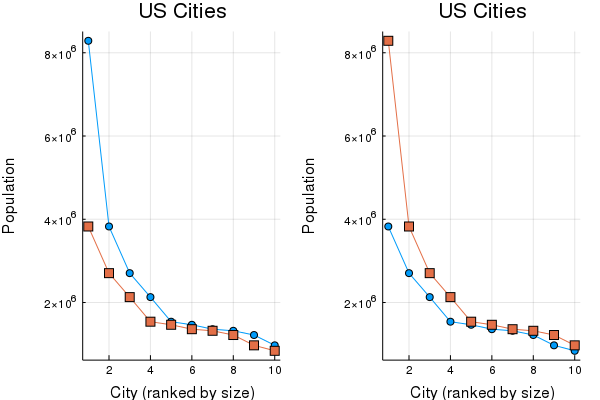 US Cities
8×10⁶
6×10⁶
4×10⁶
2×10⁶
Population
2 4 6 8 10
City (ranked by size)
US Cities
8×10⁶
6×10⁶
4×10⁶
2×10⁶
Population
2 4 6 8 10
City (ranked by size)